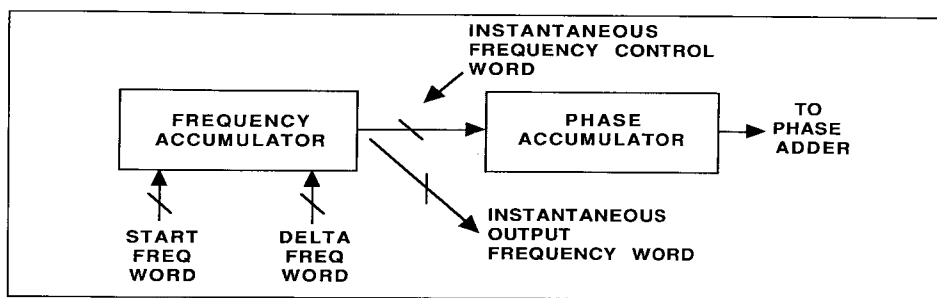 INSTANTANEOUS
FREQUENCY CONTROL
WORD
FREQUENCY
ACCUMULATOR
PHASE
ACCUMULATOR
TO
PHASE
ADDER
START
FREQ
WORD
DELTA
FREQ
WORD
INSTANTANEOUS
OUTPUT
FREQUENCY WORD